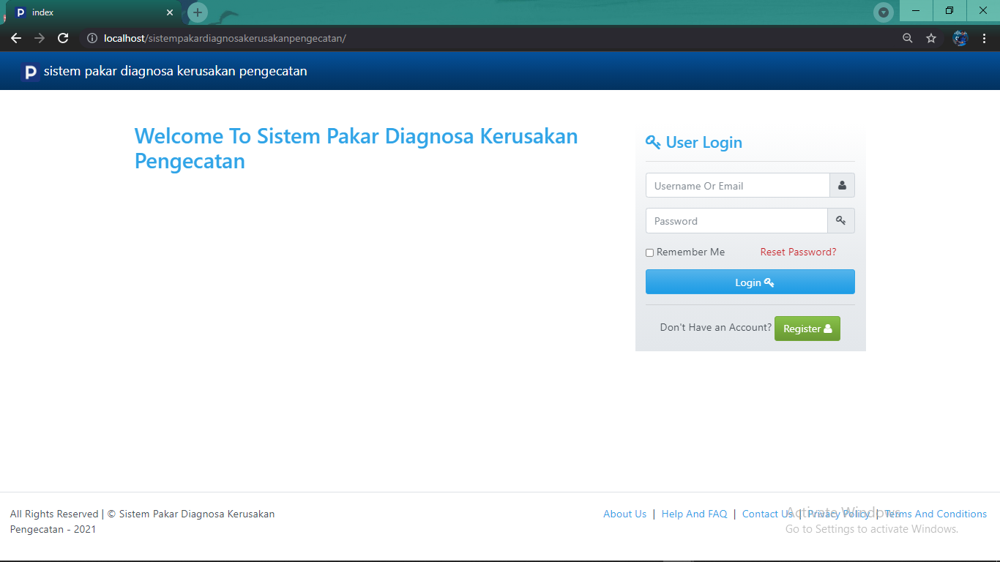 index
localhost/sistempakardiagnosakerusakanpengecatan/
P sistem pakar diagnosa kerusakan pengecatan
Welcome To Sistem Pakar Diagnosa Kerusakan
Pengecatan
User Login
Username Or Email
Password
Remember Me Reset Password?
Login
Don't Have an Account? Register
All Rights Reserved | © Sistem Pakar Diagnosa Kerusakan
Pengecatan - 2021
About Us | Help And FAQ | Contact Us | Privacy Policy | Terms And Conditions
Activate Windows
Go to Settings to activate Windows.